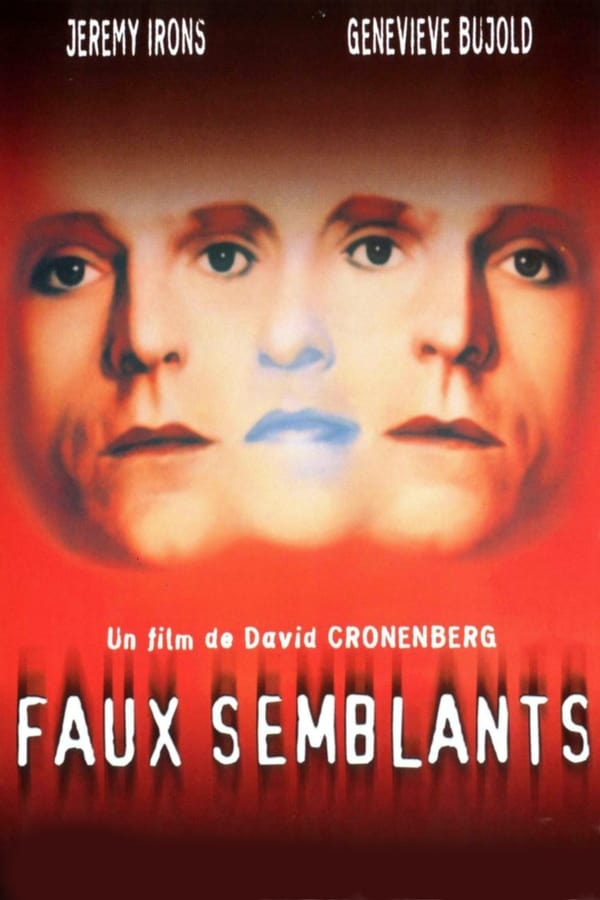 JEREMY IRONS GENEVIEVE BUJOLD
Un film de David CRONENBERG
FAUX SEMBLANTS